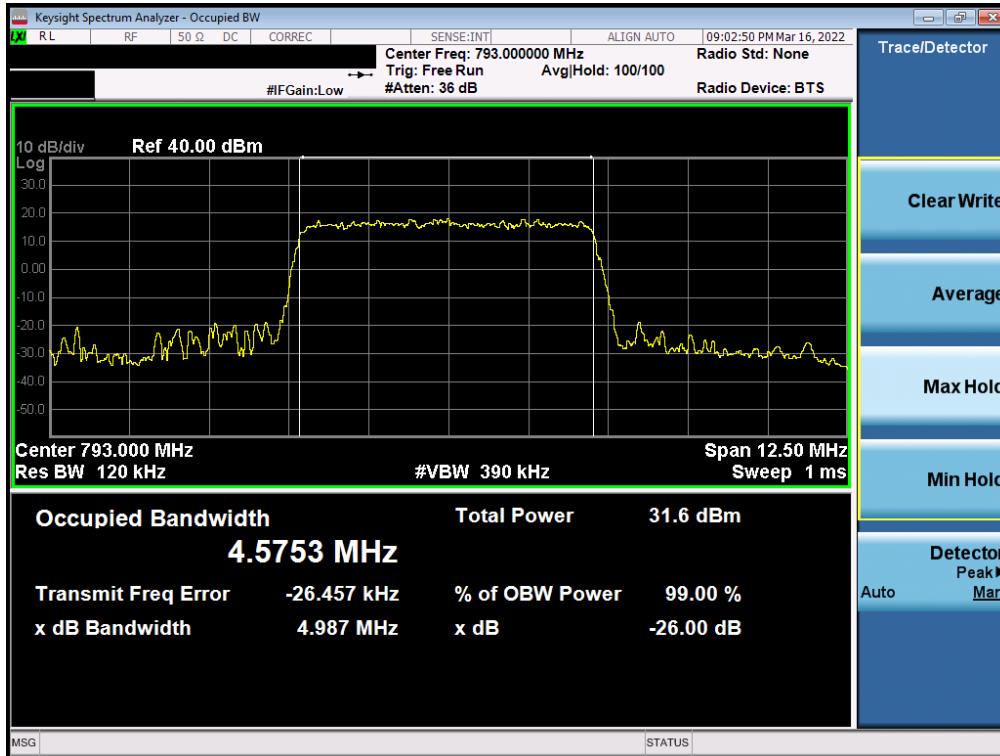 Keysight Spectrum Analyzer - Occupied BW
LXI RL RF 50 Ω DC CORREC SENSE:INT ALIGN AUTO 09:02:50 PM Mar 16, 2022
Center Freq: 793.000000 MHz Radio Std: None
Trig: Free Run Avg|Hold: 100/100
#IFGain:Low #Atten: 36 dB Radio Device: BTS
10 dB/div Ref 40.00 dBm
Log
30.0
20.0
10.0
0.00
-10.0
-20.0
-30.0
-40.0
-50.0
Center 793.000 MHz Span 12.50 MHz
Res BW 120 kHz #VBW 390 kHz Sweep 1 ms
Occupied Bandwidth Total Power 31.6 dBm
4.5753 MHz
Transmit Freq Error -26.457 kHz % of OBW Power 99.00 %
x dB Bandwidth 4.987 MHz x dB -26.00 dB
MSG STATUS
Trace/Detector
Clear Write
Average
Max Hold
Min Hold
Detector
Peak
Auto Man